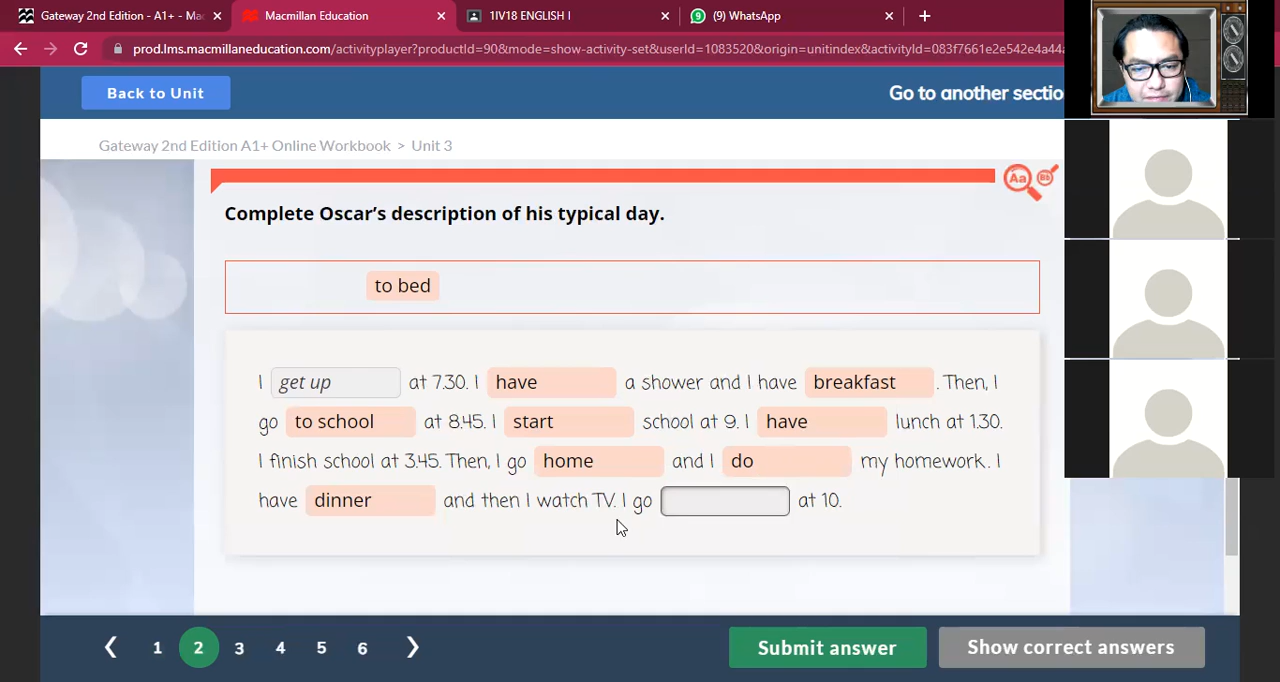 Gateway 2nd Edition - A1+ - Ma
Macmillan Education
1IV18 ENGLISH I
(9) WhatsApp
prod.lms.macmillaneducation.com/activityplayer?productId=90&mode=show-activity-set&userId=1083520&origin=unitindex&activityId=083f7661e2e542e4a44a
Back to Unit
Go to another sectio
Gateway 2nd Edition A1+ Online Workbook > Unit 3
Aa Bb
Complete Oscar's description of his typical day.
to bed
I get up at 7.30. I have a shower and I have breakfast . Then, I
go to school at 8.45. I start school at 9. I have lunch at 1.30.
I finish school at 3.45. Then, I go home and I do my homework. I
have dinner and then I watch TV. I go at 10.
1 2 3 4 5 6
Submit answer
Show correct answers